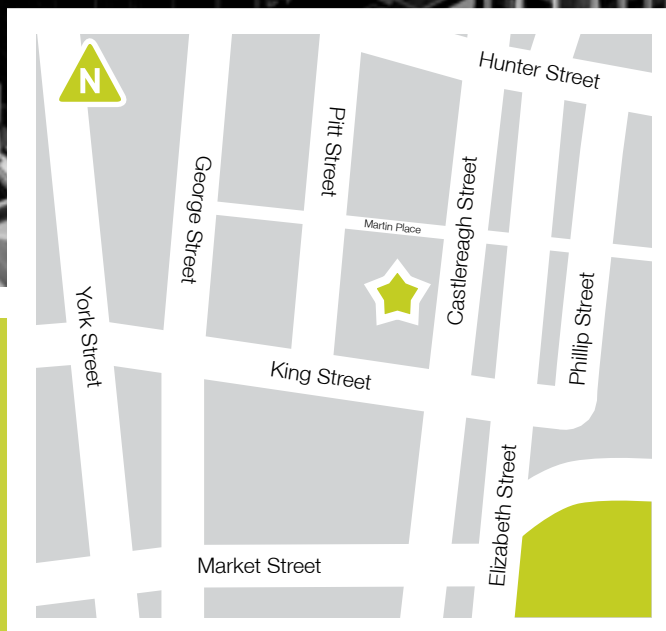 N
Hunter Street
Pitt Street
George Street
Castlereagh Street
Martin Place
York Street
Phillip Street
King Street
Elizabeth Street
Market Street